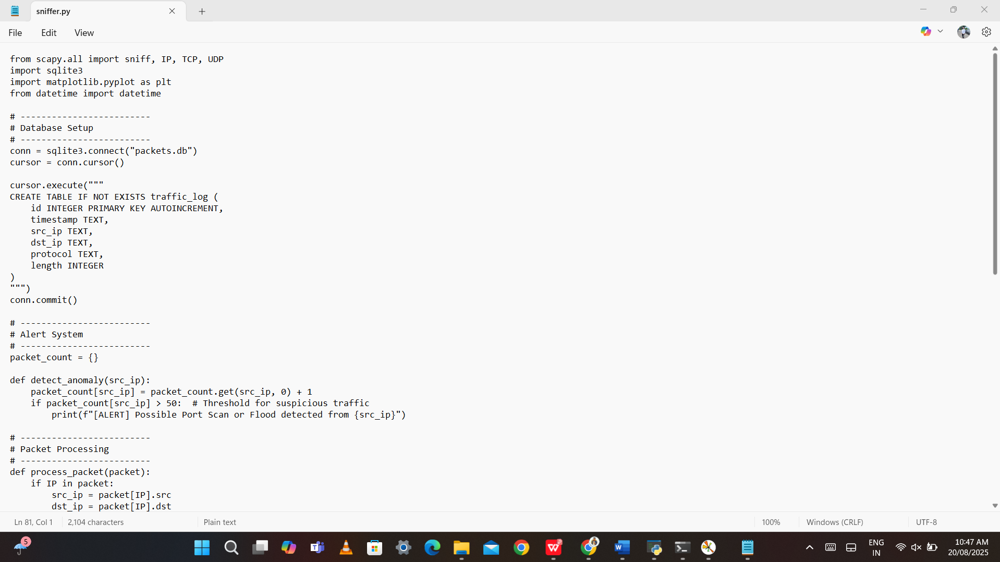 sniffer.py
File Edit View
from scapy.all import sniff, IP, TCP, UDP
import sqlite3
import matplotlib.pyplot as plt
from datetime import datetime
# -------------------------
# Database Setup
# -------------------------
conn = sqlite3.connect("packets.db")
cursor = conn.cursor()
cursor.execute("""
CREATE TABLE IF NOT EXISTS traffic_log (
    id INTEGER PRIMARY KEY AUTOINCREMENT,
    timestamp TEXT,
    src_ip TEXT,
    dst_ip TEXT,
    protocol TEXT,
    length INTEGER
)
""")
conn.commit()
# -------------------------
# Alert System
# -------------------------
packet_count = {}
def detect_anomaly(src_ip):
    packet_count[src_ip] = packet_count.get(src_ip, 0) + 1
    if packet_count[src_ip] > 50:  # Threshold for suspicious traffic
        print(f"[ALERT] Possible Port Scan or Flood detected from {src_ip}")
# -------------------------
# Packet Processing
# -------------------------
def process_packet(packet):
    if IP in packet:
        src_ip = packet[IP].src
        dst_ip = packet[IP].dst
Ln 81, Col 1 2,104 characters Plain text 100% Windows (CRLF) UTF-8
5
ENG
IN
10:47 AM
20/08/2025